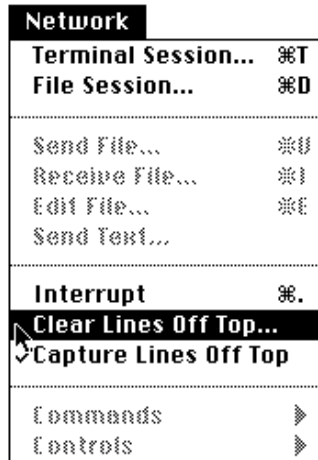 Network
Terminal Session... ⌘T
File Session... ⌘D
Send File... ⌘U
Receive File... ⌘I
Edit File... ⌘E
Send Text...
Interrupt ⌘.
Clear Lines Off Top...
✓Capture Lines Off Top
Commands
Controls